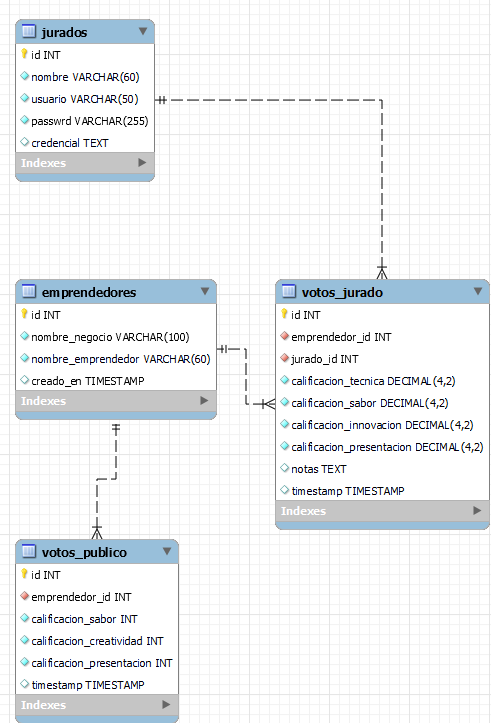 jurados
id INT
nombre VARCHAR(60)
usuario VARCHAR(50)
passwrd VARCHAR(255)
credencial TEXT
Indexes
emprendedores
id INT
nombre_negocio VARCHAR(100)
nombre_emprendedor VARCHAR(60)
creado_en TIMESTAMP
Indexes
votos_jurado
id INT
emprendedor_id INT
jurado_id INT
calificacion_tecnica DECIMAL(4,2)
calificacion_sabor DECIMAL(4,2)
calificacion_innovacion DECIMAL(4,2)
calificacion_presentacion DECIMAL(4,2)
notas TEXT
timestamp TIMESTAMP
Indexes
votos_publico
id INT
emprendedor_id INT
calificacion_sabor INT
calificacion_creatividad INT
calificacion_presentacion INT
timestamp TIMESTAMP
Indexes